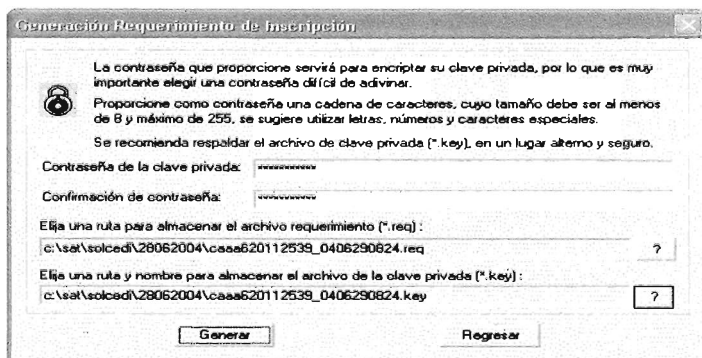 Generación Requerimiento de Inscripción
La contraseña que proporcione servirá para encriptar su clave privada, por lo que es muy
importante elegir una contraseña difícil de adivinar.
Proporcione como contraseña una cadena de caracteres, cuyo tamaño debe ser al menos
de 8 y máximo de 255, se sugiere utilizar letras, números y caracteres especiales.
Se recomienda respaldar el archivo de clave privada (*.key), en un lugar alterno y seguro.
Contraseña de la clave privada: ***********
Confirmación de contraseña: ***********
Elija una ruta para almacenar el archivo requerimiento (*.req) :
c:\sat\solcedi\28062004\caaa620112539_0406290824.req ?
Elija una ruta y nombre para almacenar el archivo de la clave privada (*.key) :
c:\sat\solcedi\28062004\caaa620112539_0406290824.key ?
Generar Regresar